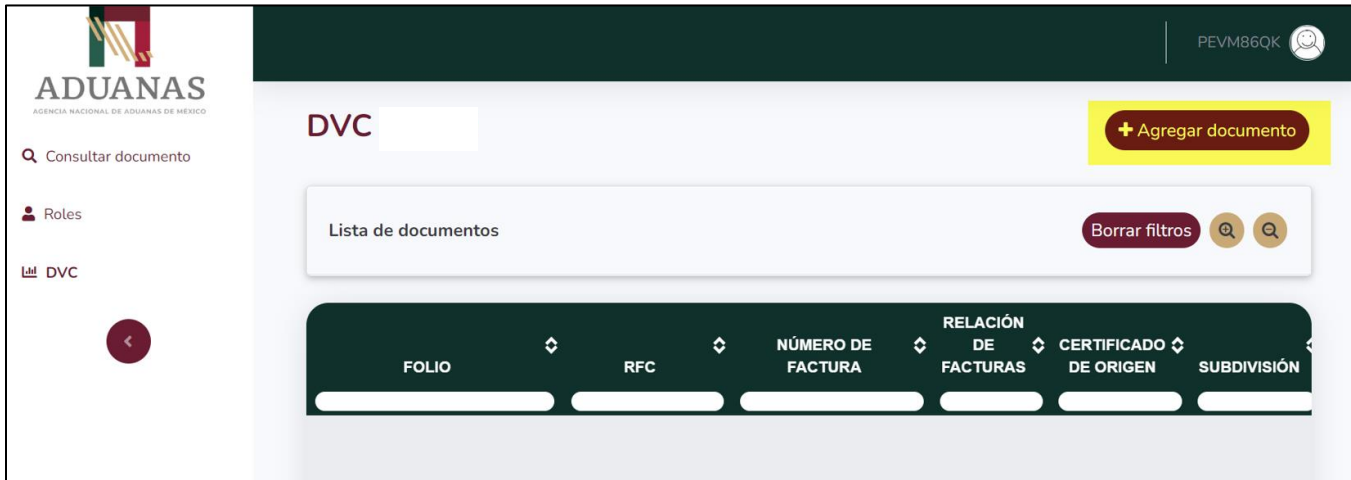 ADUANAS
AGENCIA NACIONAL DE ADUANAS DE MÉXICO
Consultar documento
Roles
DVC
PEVM86QK
DVC
Agregar documento
Lista de documentos
Borrar filtros
FOLIO
RFC
NÚMERO DE
FACTURA
RELACIÓN
DE
FACTURAS
CERTIFICADO
DE ORIGEN
SUBDIVISIÓN